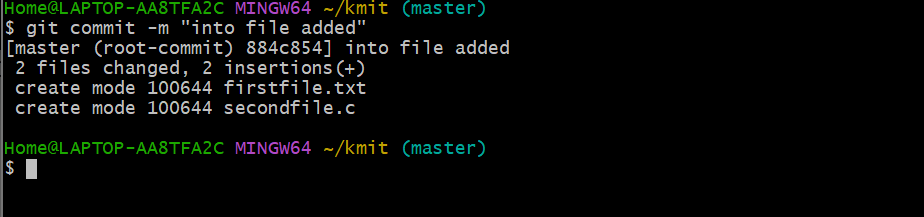 Home@LAPTOP-AA8TFA2C MINGW64 ~/kmit (master)
$ git commit -m "into file added"
[master (root-commit) 884c854] into file added
 2 files changed, 2 insertions(+)
 create mode 100644 firstfile.txt
 create mode 100644 secondfile.c
Home@LAPTOP-AA8TFA2C MINGW64 ~/kmit (master)
$